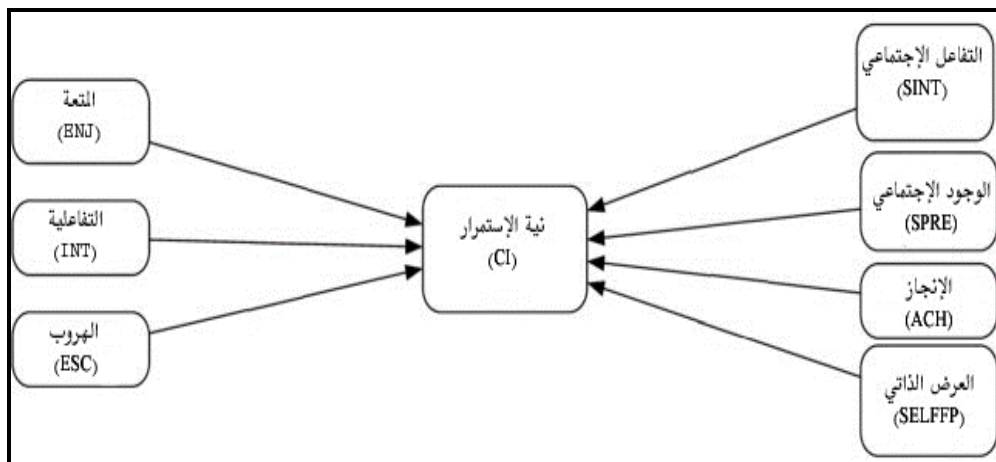 التفاعل الإجتماعي
(SINT)
الوجود الإجتماعي
(SPRE)
الإنجاز
(ACH)
العرض الذاتي
(SELFFP)
نية الإستمرار
(CI)
المتعة
(ENJ)
التفاعلية
(INT)
الهروب
(ESC)